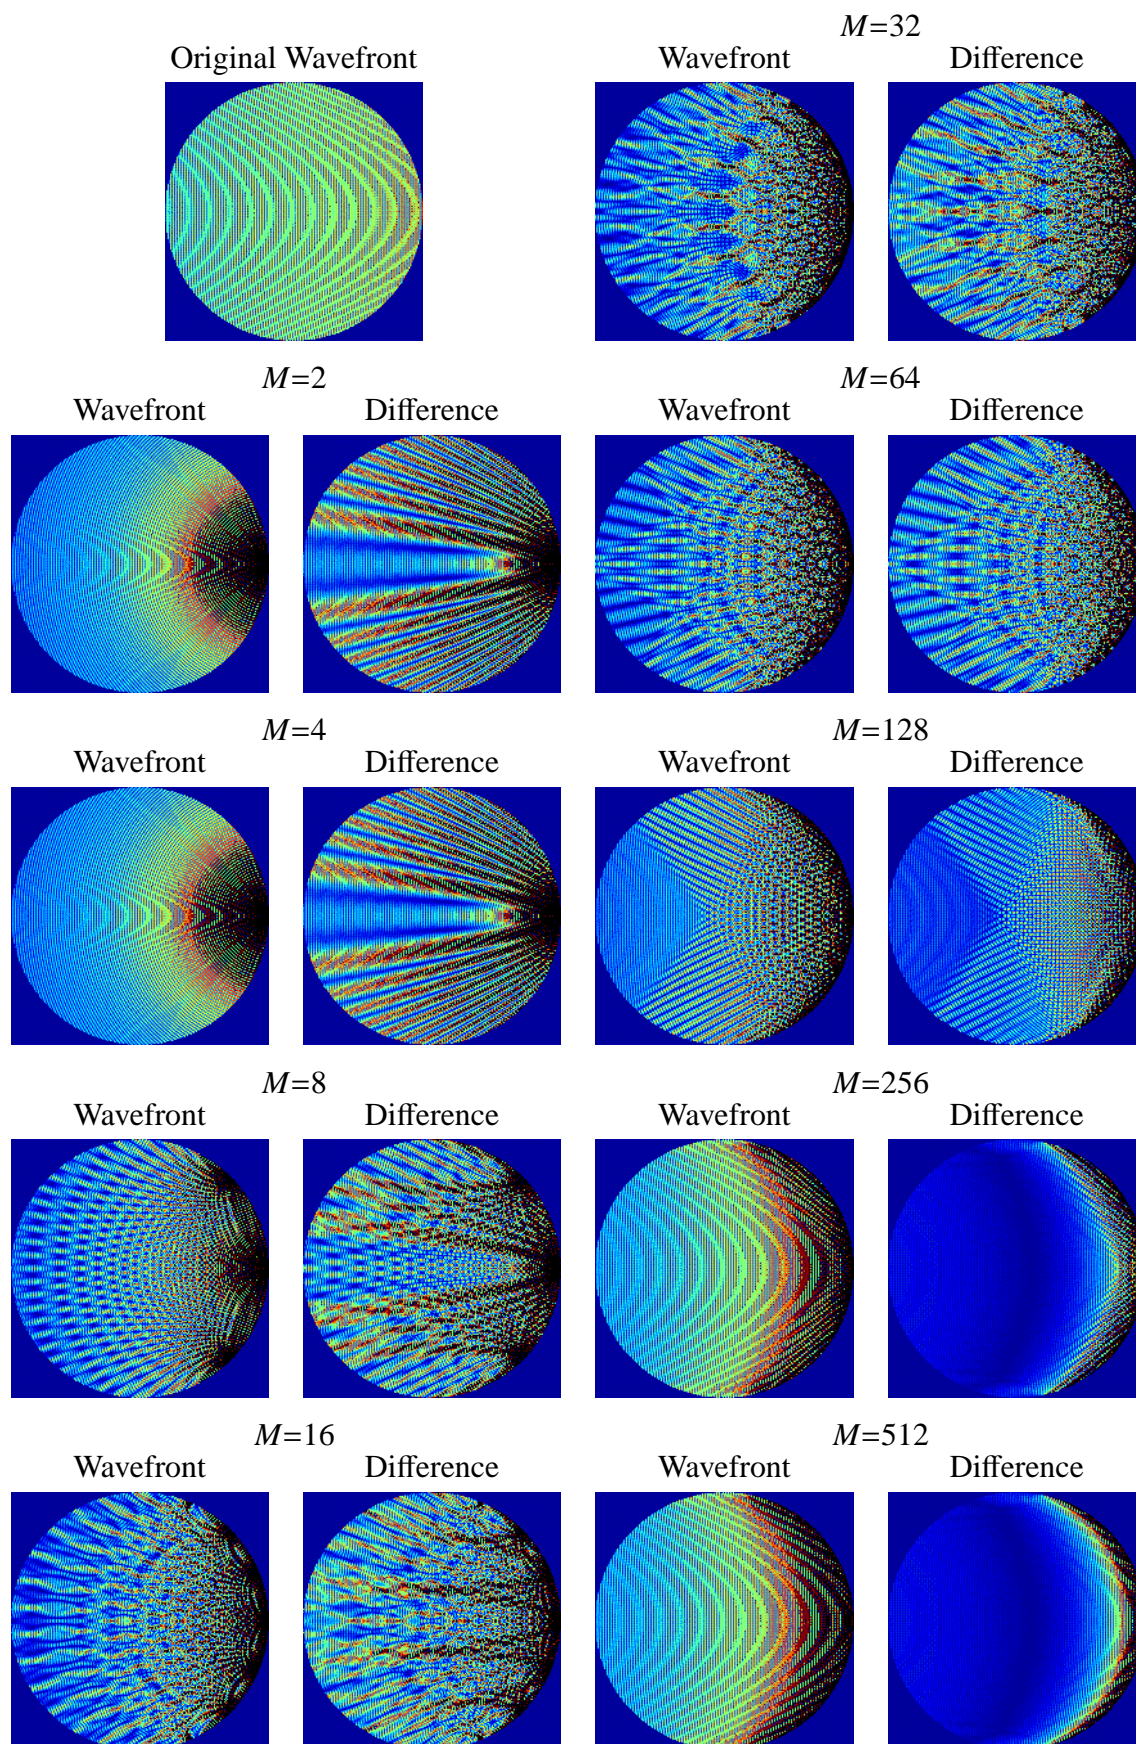 Original Wavefront
M=32
Wavefront Difference
M=2
Wavefront Difference
M=64
Wavefront Difference
M=4
Wavefront Difference
M=128
Wavefront Difference
M=8
Wavefront Difference
M=256
Wavefront Difference
M=16
Wavefront Difference
M=512
Wavefront Difference